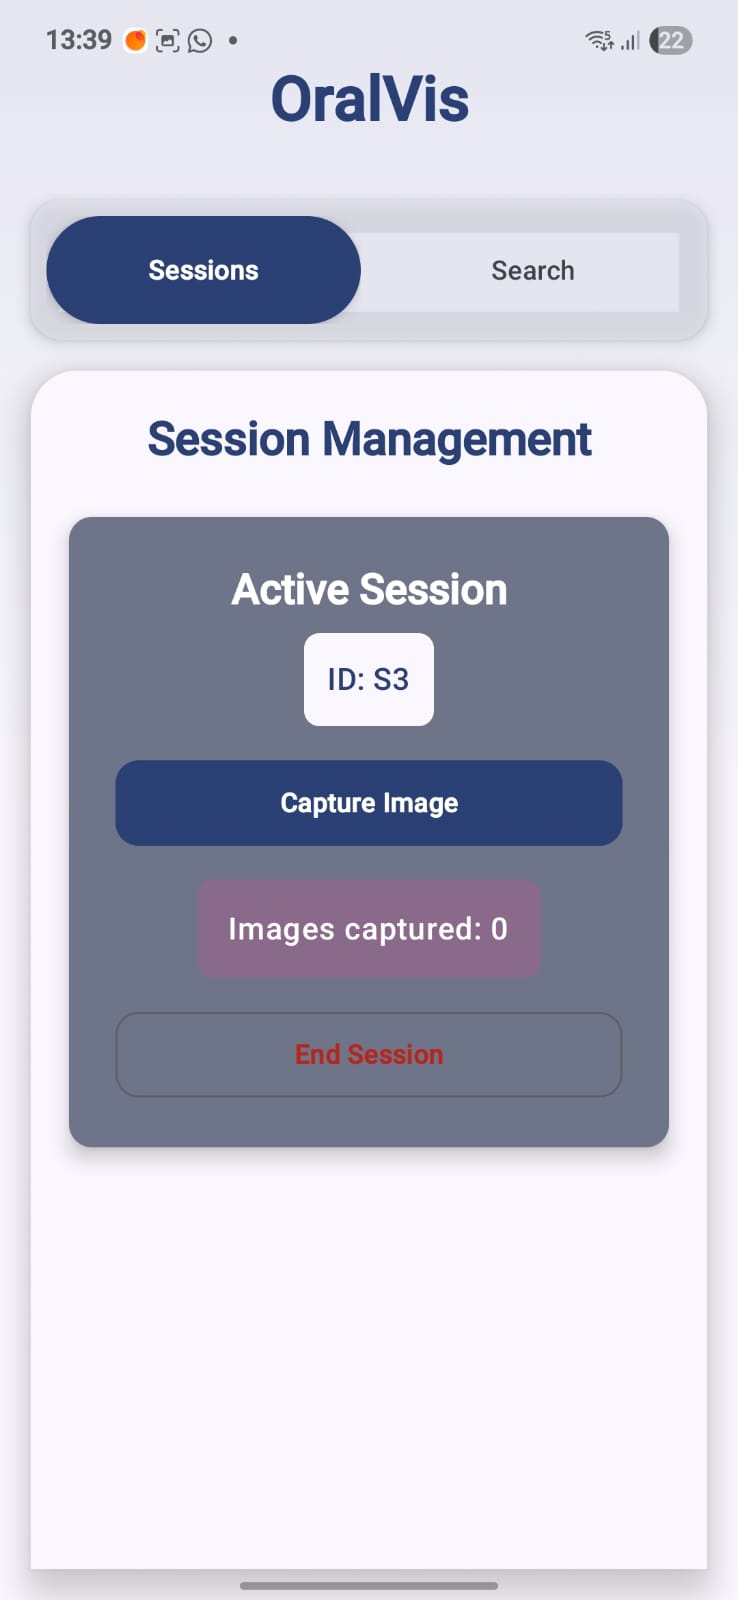 13:39
5
22
OralVis
Sessions
Search
Session Management
Active Session
ID: S3
Capture Image
Images captured: 0
End Session